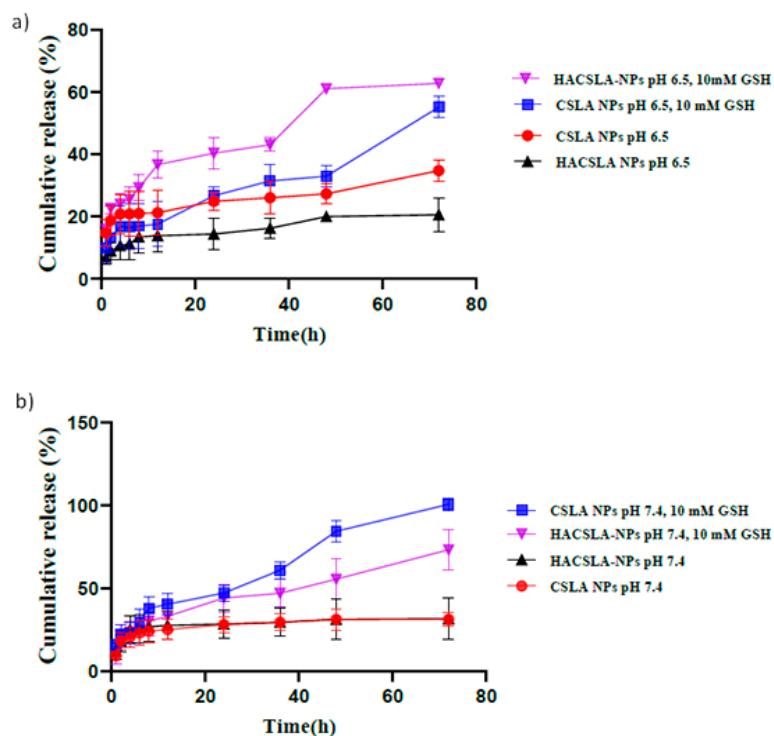 a)
Cumulative release (%)
80
60
40
20
0
0 20 40 60 80
Time(h)
HACSLA-NPs pH 6.5, 10mM GSH
CSLA NPs pH 6.5, 10 mM GSH
CSLA NPs pH 6.5
HACSLA NPs pH 6.5
b)
Cumulative release (%)
150
100
50
0
0 20 40 60 80
Time(h)
CSLA NPs pH 7.4, 10 mM GSH
HACSLA-NPs pH 7.4, 10 mM GSH
HACSLA-NPs pH 7.4
CSLA NPs pH 7.4